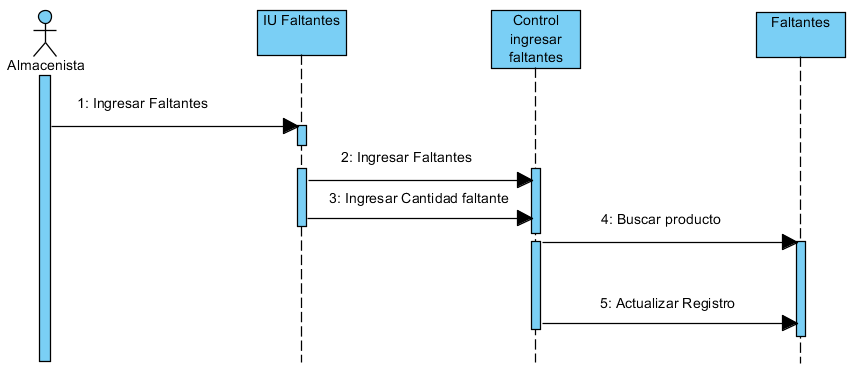 Almacenista
IU Faltantes
Control
ingresar
faltantes
Faltantes
1: Ingresar Faltantes
2: Ingresar Faltantes
3: Ingresar Cantidad faltante
4: Buscar producto
5: Actualizar Registro